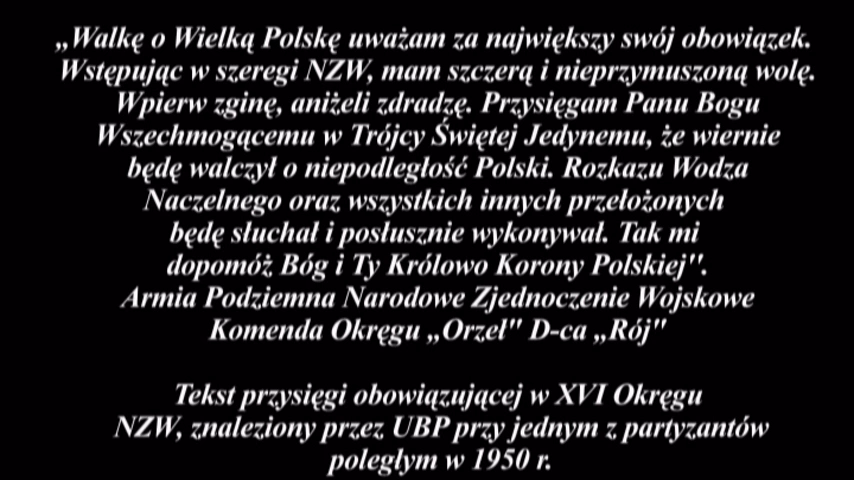 „Walkę o Wielką Polskę uważam za największy swój obowiązek.
Wstępując w szeregi NZW, mam szczerą i nieprzymuszoną wolę.
Wpierw zginę, aniżeli zdradzę. Przysięgam Panu Bogu
Wszechmogącemu w Trójcy Świętej Jedynemu, że wiernie
będę walczył o niepodległość Polski. Rozkazu Wodza
Naczelnego oraz wszystkich innych przełożonych
będę słuchał i posłusznie wykonywał. Tak mi
dopomóż Bóg i Ty Królowo Korony Polskiej".
Armia Podziemna Narodowe Zjednoczenie Wojskowe
Komenda Okręgu „Orzeł" D-ca „Rój"
Tekst przysięgi obowiązującej w XVI Okręgu
NZW, znaleziony przez UBP przy jednym z partyzantów
poległym w 1950 r.